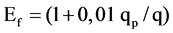 E_f = (1+0,01 q_p/q)